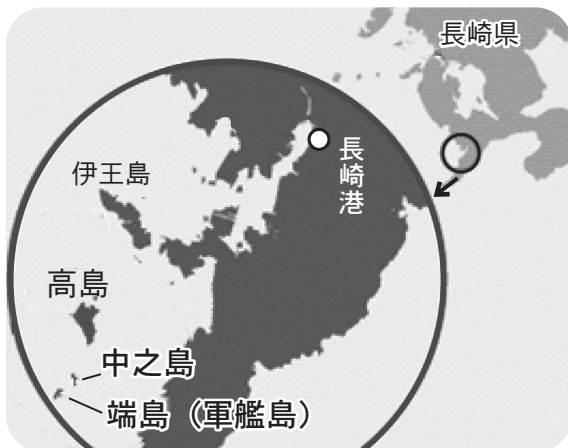 長崎県
長崎港
伊王島
高島
中之島
端島（軍艦島）